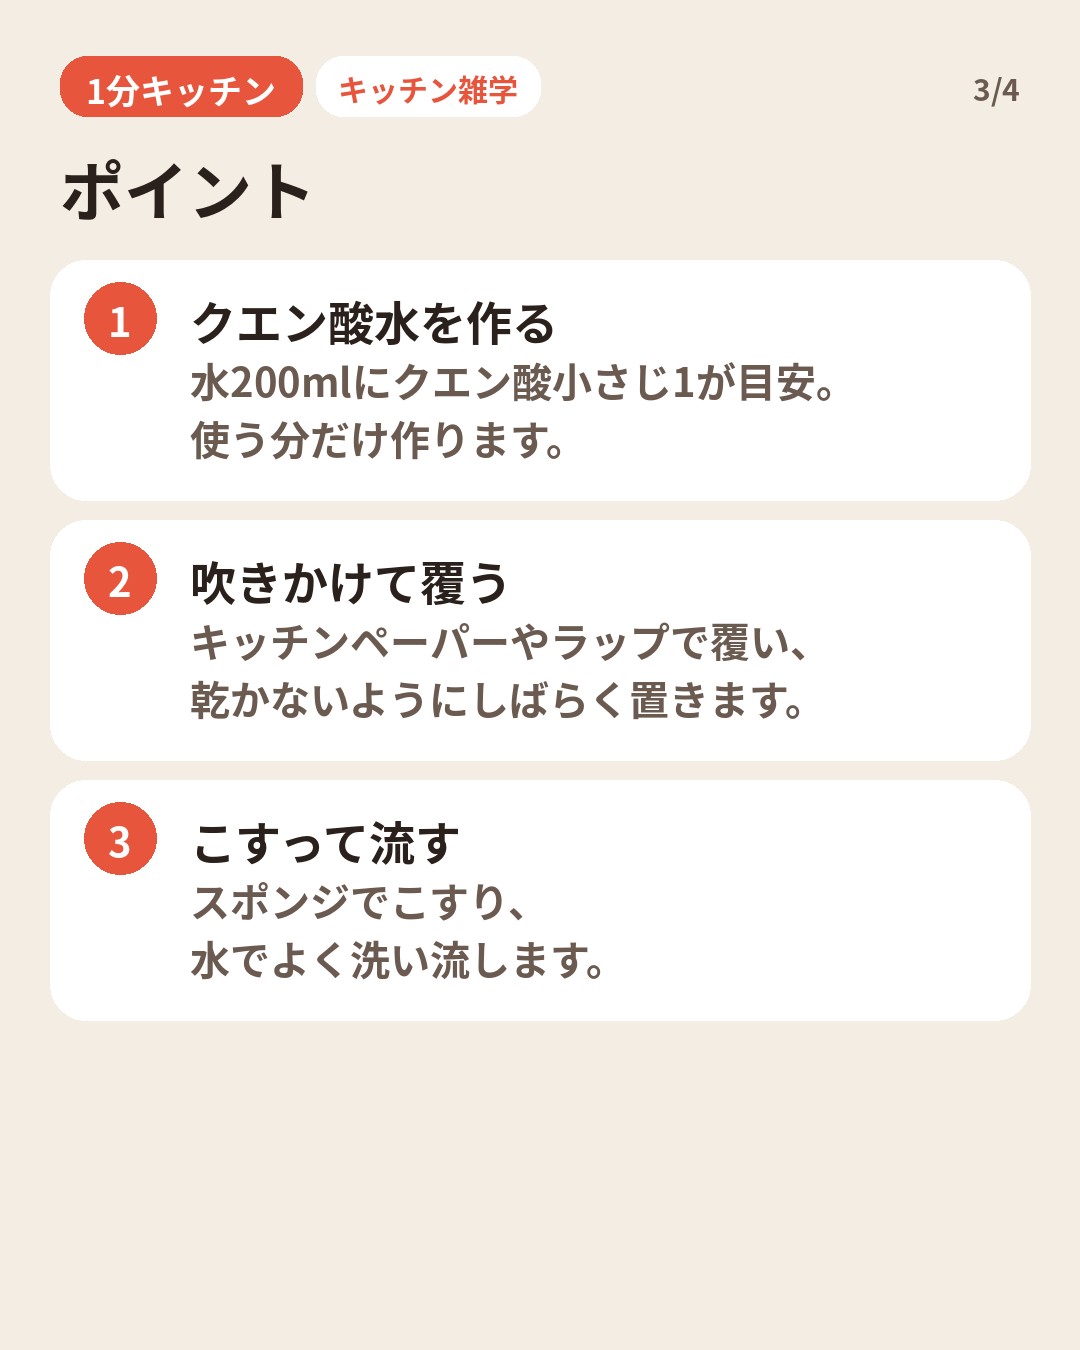 1分キッチン キッチン雑学 3/4
ポイント
1 クエン酸水を作る
水200mlにクエン酸小さじ1が目安。
使う分だけ作ります。
2 吹きかけて覆う
キッチンペーパーやラップで覆い、
乾かないようにしばらく置きます。
3 こすって流す
スポンジでこすり、
水でよく洗い流します。